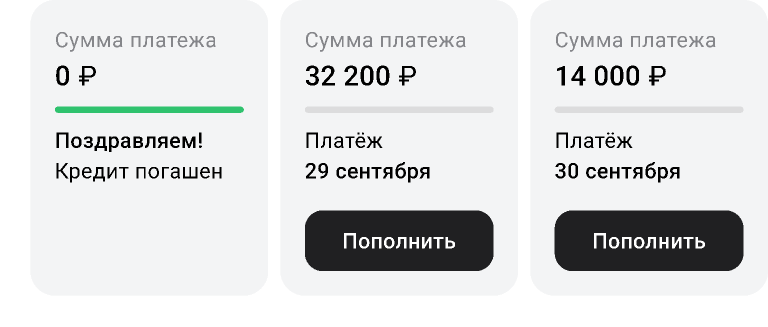 Сумма платежа
0 ₽
Поздравляем!
Кредит погашен
Сумма платежа
32 200 ₽
Платёж
29 сентября
Пополнить
Сумма платежа
14 000 ₽
Платёж
30 сентября
Пополнить